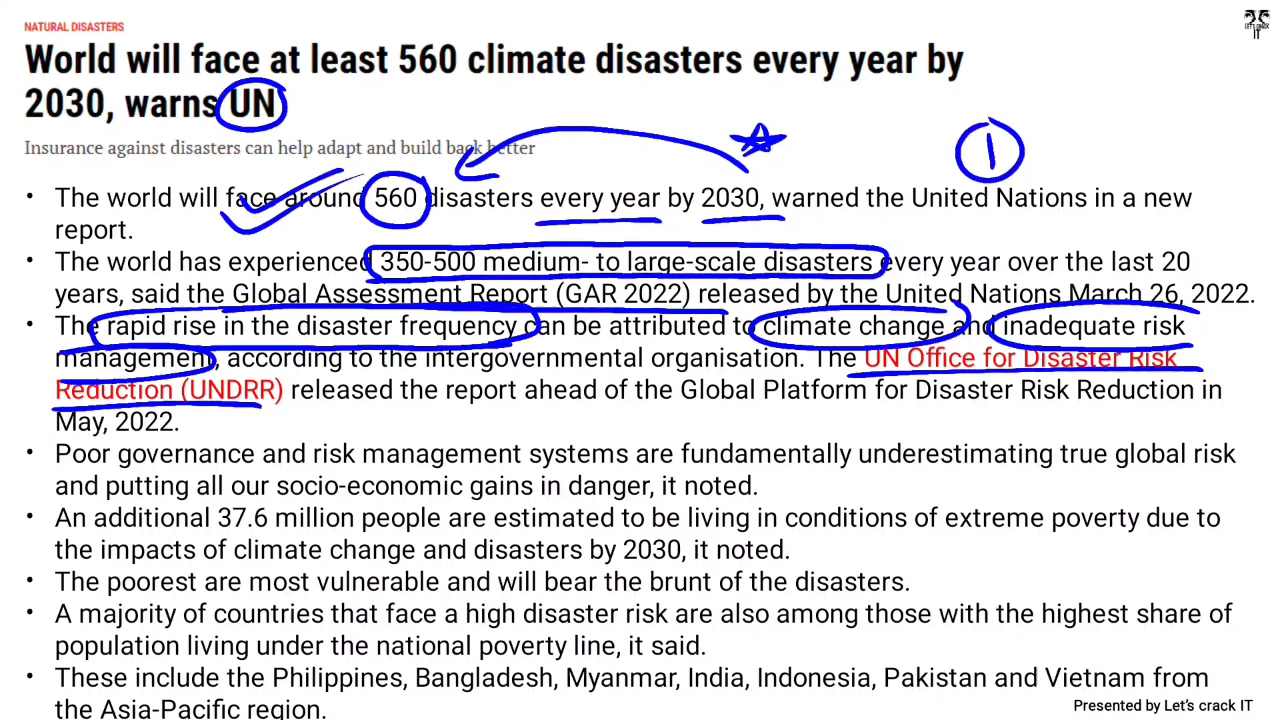 NATURAL DISASTERS
LET'S CRACK
IT
World will face at least 560 climate disasters every year by
2030, warns UN
Insurance against disasters can help adapt and build back better
1
• The world will face around 560 disasters every year by 2030, warned the United Nations in a new
report.
• The world has experienced 350-500 medium- to large-scale disasters every year over the last 20
years, said the Global Assessment Report (GAR 2022) released by the United Nations March 26, 2022.
• The rapid rise in the disaster frequency can be attributed to climate change and inadequate risk
management, according to the intergovernmental organisation. The UN Office for Disaster Risk
Reduction (UNDRR) released the report ahead of the Global Platform for Disaster Risk Reduction in
May, 2022.
• Poor governance and risk management systems are fundamentally underestimating true global risk
and putting all our socio-economic gains in danger, it noted.
• An additional 37.6 million people are estimated to be living in conditions of extreme poverty due to
the impacts of climate change and disasters by 2030, it noted.
• The poorest are most vulnerable and will bear the brunt of the disasters.
• A majority of countries that face a high disaster risk are also among those with the highest share of
population living under the national poverty line, it said.
• These include the Philippines, Bangladesh, Myanmar, India, Indonesia, Pakistan and Vietnam from
the Asia-Pacific region.
Presented by Let's crack IT